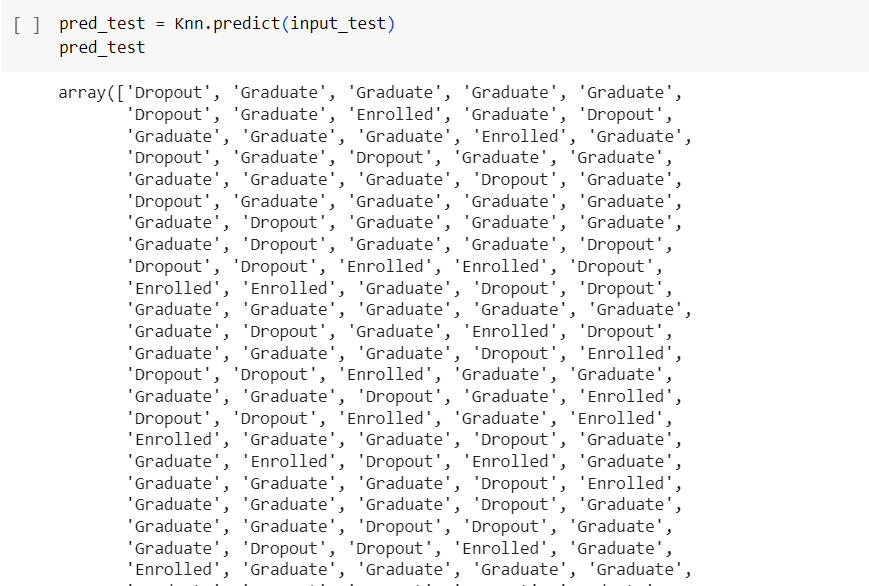 [ ] pred_test = Knn.predict(input_test)
pred_test
array(['Dropout', 'Graduate', 'Graduate', 'Graduate', 'Graduate',
'Dropout', 'Graduate', 'Enrolled', 'Graduate', 'Dropout',
'Graduate', 'Graduate', 'Graduate', 'Enrolled', 'Graduate',
'Dropout', 'Graduate', 'Dropout', 'Graduate', 'Graduate',
'Graduate', 'Graduate', 'Graduate', 'Dropout', 'Graduate',
'Dropout', 'Graduate', 'Graduate', 'Graduate', 'Graduate',
'Graduate', 'Dropout', 'Graduate', 'Graduate', 'Graduate',
'Graduate', 'Dropout', 'Graduate', 'Graduate', 'Dropout',
'Dropout', 'Dropout', 'Enrolled', 'Enrolled', 'Dropout',
'Enrolled', 'Enrolled', 'Graduate', 'Dropout', 'Dropout',
'Graduate', 'Graduate', 'Graduate', 'Graduate', 'Graduate',
'Graduate', 'Dropout', 'Graduate', 'Enrolled', 'Dropout',
'Graduate', 'Graduate', 'Graduate', 'Dropout', 'Enrolled',
'Dropout', 'Dropout', 'Enrolled', 'Graduate', 'Graduate',
'Graduate', 'Graduate', 'Dropout', 'Graduate', 'Enrolled',
'Dropout', 'Dropout', 'Enrolled', 'Graduate', 'Enrolled',
'Enrolled', 'Graduate', 'Graduate', 'Dropout', 'Graduate',
'Graduate', 'Enrolled', 'Dropout', 'Enrolled', 'Graduate',
'Graduate', 'Graduate', 'Graduate', 'Dropout', 'Enrolled',
'Graduate', 'Graduate', 'Graduate', 'Dropout', 'Graduate',
'Graduate', 'Graduate', 'Dropout', 'Dropout', 'Graduate',
'Graduate', 'Dropout', 'Dropout', 'Enrolled', 'Graduate',
'Enrolled', 'Graduate', 'Graduate', 'Graduate', 'Graduate',